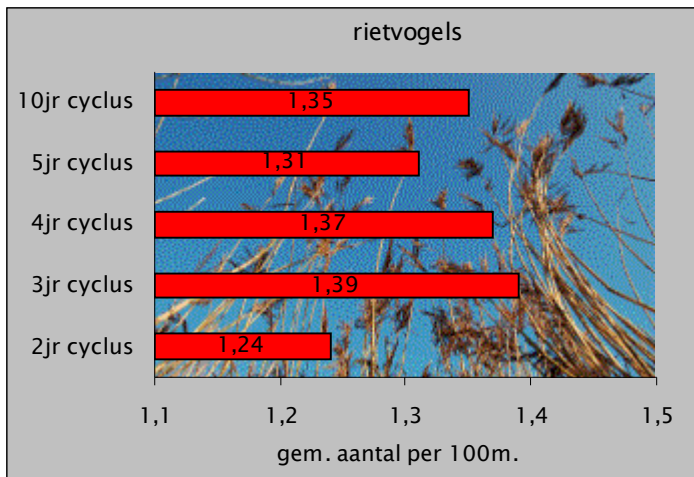 rietvogels
10jr cyclus
1,35
5jr cyclus
1,31
4jr cyclus
1,37
3jr cyclus
1,39
2jr cyclus
1,24
1,1 1,2 1,3 1,4 1,5
gem. aantal per 100m.